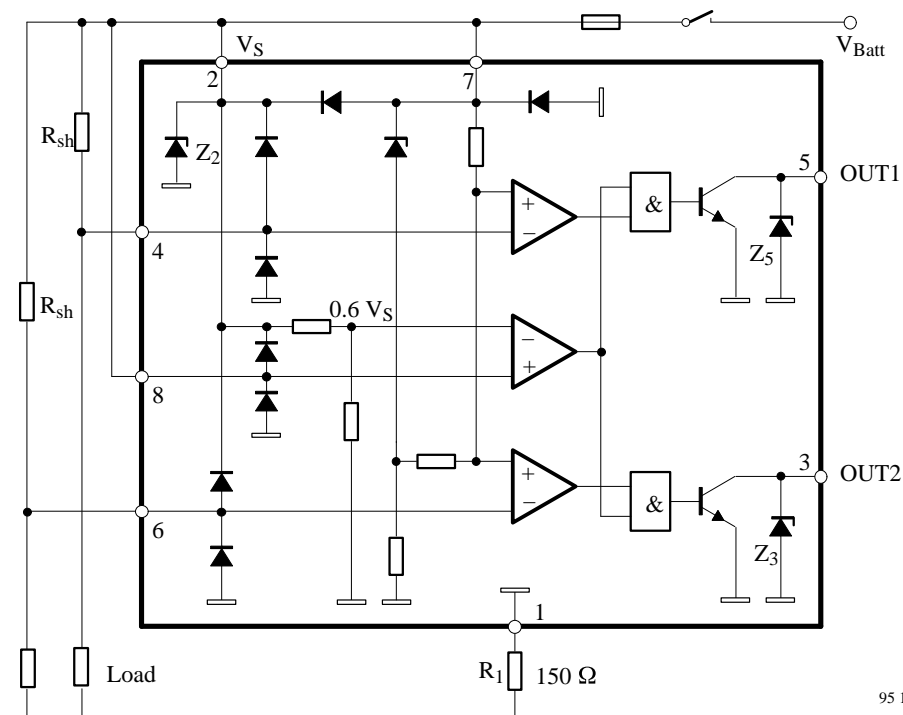 V_S
V_Batt
2
7
R_sh
Z_2
5
OUT1
+
−
&
4
Z_5
R_sh
0.6 V_S
−
+
8
+
−
&
3
OUT2
6
Z_3
1
Load
R_1
150 Ω
95